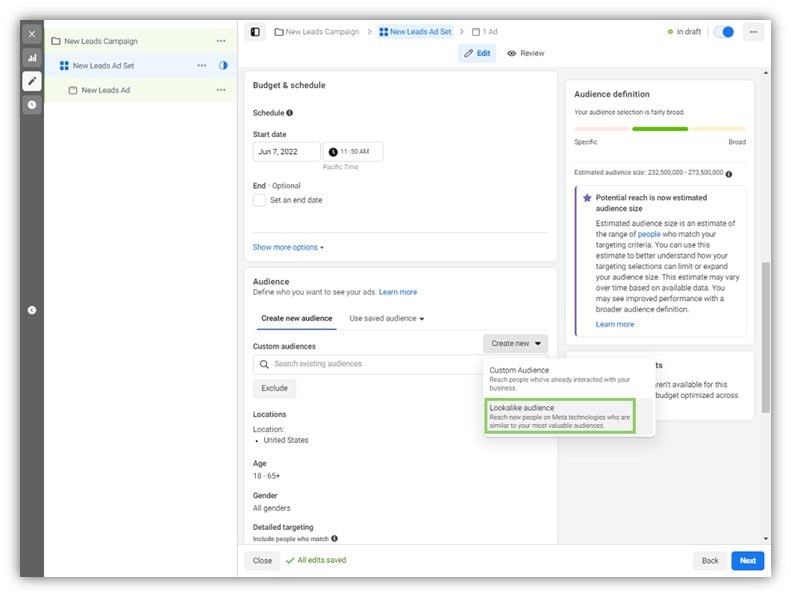 New Leads Campaign
New Leads Ad Set
New Leads Ad
New Leads Campaign > New Leads Ad Set > 1 Ad
In draft
Edit
Review
Budget & schedule
Schedule
Start date
Jun 7, 2022
11:50 AM
Pacific Time
End · Optional
Set an end date
Show more options
Audience
Define who you want to see your ads. Learn more
Create new audience
Use saved audience
Custom audiences
Create new
Search existing audiences
Exclude
Custom Audience
Reach people who've already interacted with your
business.
Lookalike audience
Reach new people on Meta technologies who are
similar to your most valuable audiences.
Locations
Location:
• United States
Age
18 - 65+
Gender
All genders
Detailed targeting
Include people who match
Audience definition
Your audience selection is fairly broad.
Specific
Broad
Estimated audience size: 232,500,000 - 273,500,000
Potential reach is now estimated
audience size
Estimated audience size is an estimate of
the range of people who match your
targeting criteria. You can use this
estimate to better understand how your
targeting selections can limit or expand
your audience size. This estimate may vary
over time based on available data. You
may see improved performance with a
broader audience definition.
Learn more
ts
aren't available for this
budget optimized across
Close
All edits saved
Back
Next